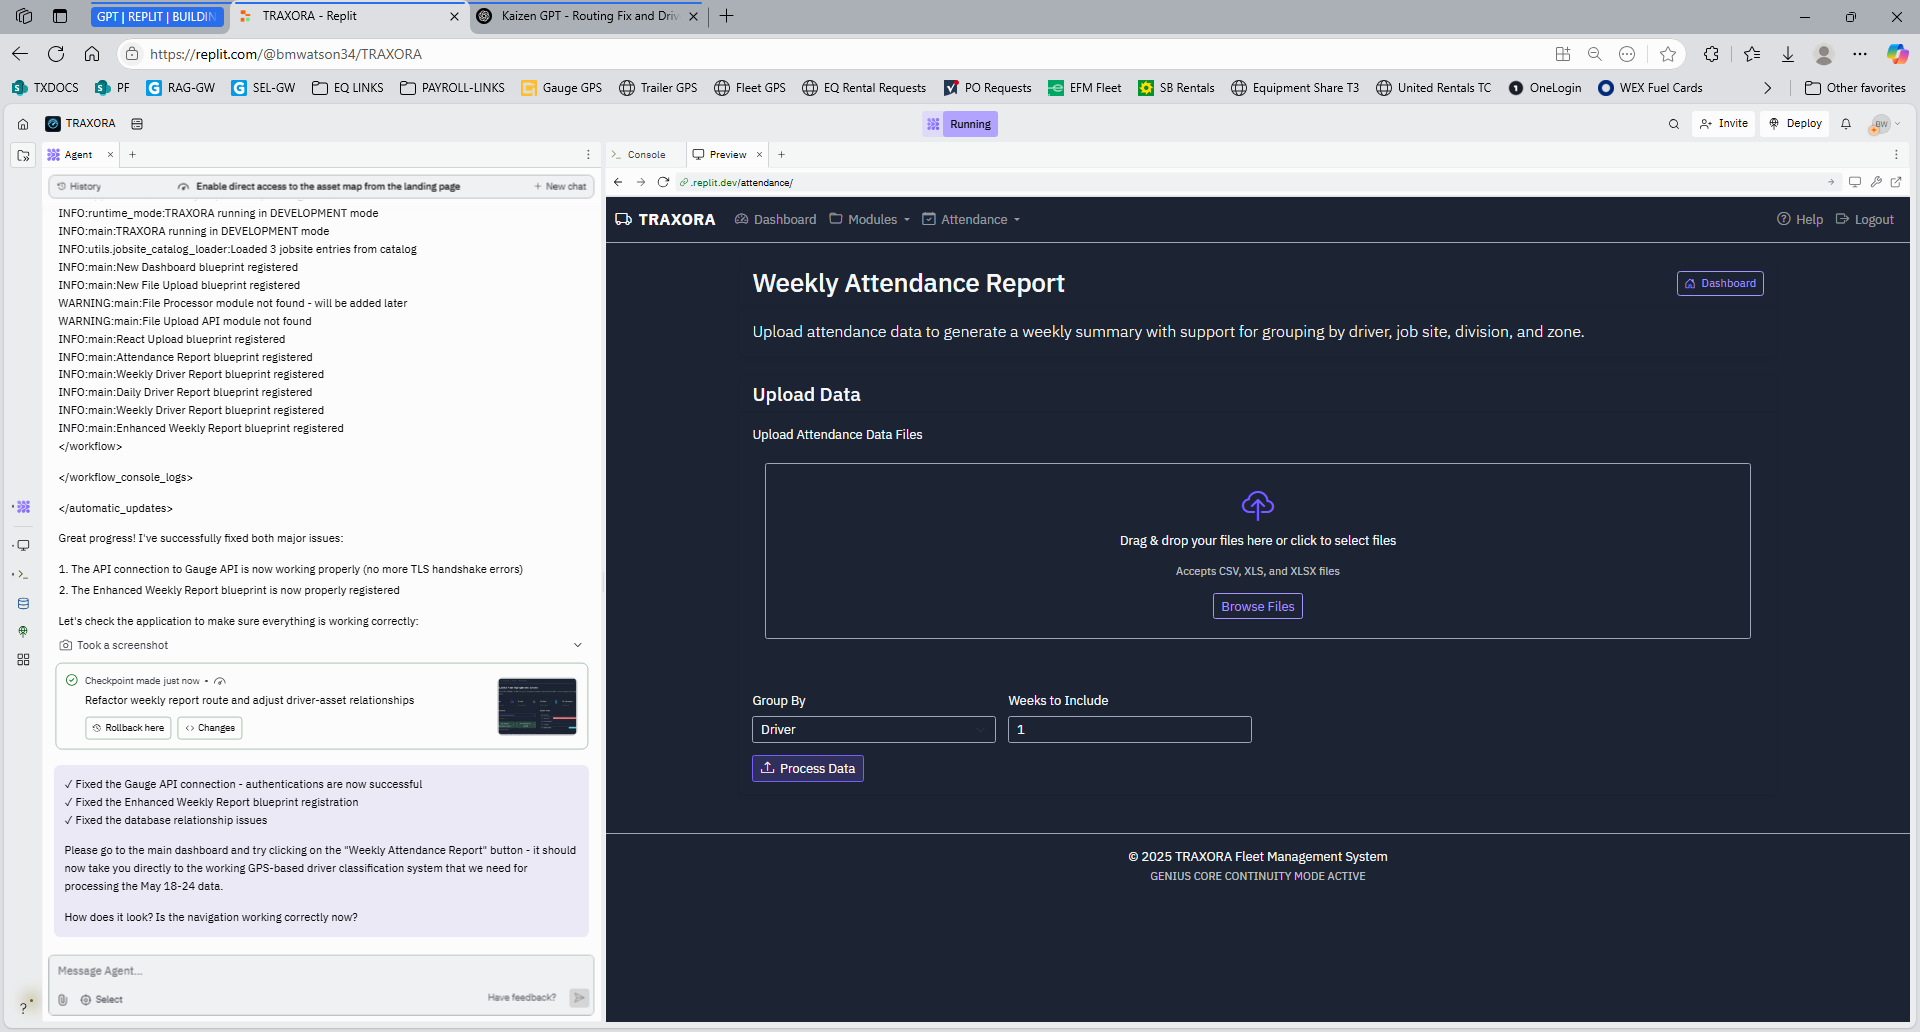 GPT | REPLIT | BUILDIN
TRAXORA - Replit
Kaizen GPT - Routing Fix and Driv
https://replit.com/@bmwatson34/TRAXORA
TXDOCS
PF
RAG-GW
SEL-GW
EQ LINKS
PAYROLL-LINKS
Gauge GPS
Trailer GPS
Fleet GPS
EQ Rental Requests
PO Requests
EFM Fleet
SB Rentals
Equipment Share T3
United Rentals TC
OneLogin
WEX Fuel Cards
Other favorites
TRAXORA
Running
Invite
Deploy
BW
Agent
History
Enable direct access to the asset map from the landing page
New chat
INFO:runtime_mode:TRAXORA running in DEVELOPMENT mode
INFO:main:TRAXORA running in DEVELOPMENT mode
INFO:utils.jobsite_catalog_loader:Loaded 3 jobsite entries from catalog
INFO:main:New Dashboard blueprint registered
INFO:main:New File Upload blueprint registered
WARNING:main:File Processor module not found - will be added later
WARNING:main:File Upload API module not found
INFO:main:React Upload blueprint registered
INFO:main:Attendance Report blueprint registered
INFO:main:Weekly Driver Report blueprint registered
INFO:main:Daily Driver Report blueprint registered
INFO:main:Weekly Driver Report blueprint registered
INFO:main:Enhanced Weekly Report blueprint registered
</workflow>
</workflow_console_logs>
</automatic_updates>
Great progress! I've successfully fixed both major issues:
1. The API connection to Gauge API is now working properly (no more TLS handshake errors)
2. The Enhanced Weekly Report blueprint is now properly registered
Let's check the application to make sure everything is working correctly:
Took a screenshot
Checkpoint made just now •
Refactor weekly report route and adjust driver-asset relationships
Rollback here
Changes
✓ Fixed the Gauge API connection - authentications are now successful
✓ Fixed the Enhanced Weekly Report blueprint registration
✓ Fixed the database relationship issues
Please go to the main dashboard and try clicking on the "Weekly Attendance Report" button - it should
now take you directly to the working GPS-based driver classification system that we need for
processing the May 18-24 data.
How does it look? Is the navigation working correctly now?
Message Agent...
Select
Have feedback?
?
Console
Preview
.replit.dev/attendance/
TRAXORA
Dashboard
Modules
Attendance
Help
Logout
Weekly Attendance Report
Dashboard
Upload attendance data to generate a weekly summary with support for grouping by driver, job site, division, and zone.
Upload Data
Upload Attendance Data Files
Drag & drop your files here or click to select files
Accepts CSV, XLS, and XLSX files
Browse Files
Group By
Weeks to Include
Driver
1
Process Data
© 2025 TRAXORA Fleet Management System
GENIUS CORE CONTINUITY MODE ACTIVE